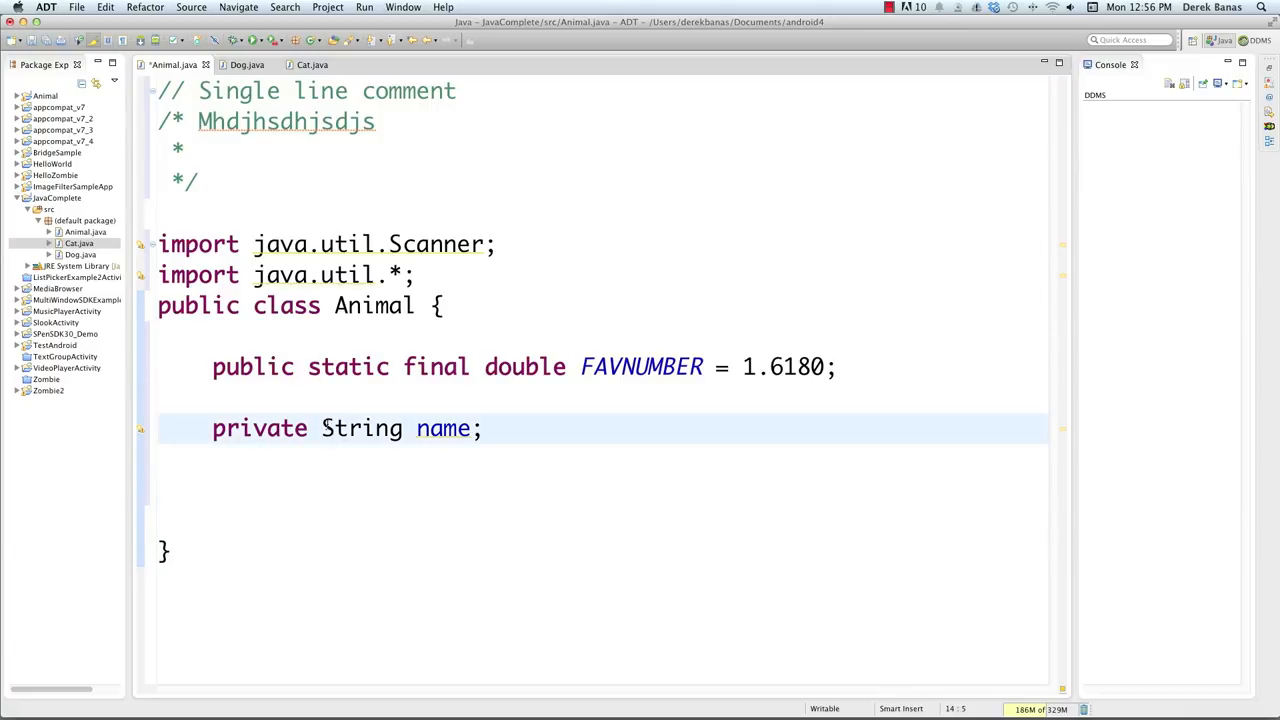 ADT File Edit Refactor Source Navigate Search Project Run Window Help
10 Mon 12:56 PM Derek Banas
Java - JavaComplete/src/Animal.java - ADT - /Users/derekbanas/Documents/android4
Quick Access Java DDMS
Package Exp *Animal.java Dog.java Cat.java Console
DDMS
Animal
appcompat_v7
appcompat_v7_2
appcompat_v7_3
appcompat_v7_4
BridgeSample
HelloWorld
HelloZombie
ImageFilterSampleApp
JavaComplete
src
(default package)
Animal.java
Cat.java
Dog.java
JRE System Library [Ja
ListPickerExample2Activi
MediaBrowser
MultiWindowSDKExample
MusicPlayerActivity
SlookActivity
SPenSDK30_Demo
TestAndroid
TextGroupActivity
VideoPlayerActivity
Zombie
Zombie2
// Single line comment
/* Mhdjhsdhjsdjs
*
*/
import java.util.Scanner;
import java.util.*;
public class Animal {
public static final double FAVNUMBER = 1.6180;
private String name;
}
Writable Smart Insert 14 : 5 186M of 329M